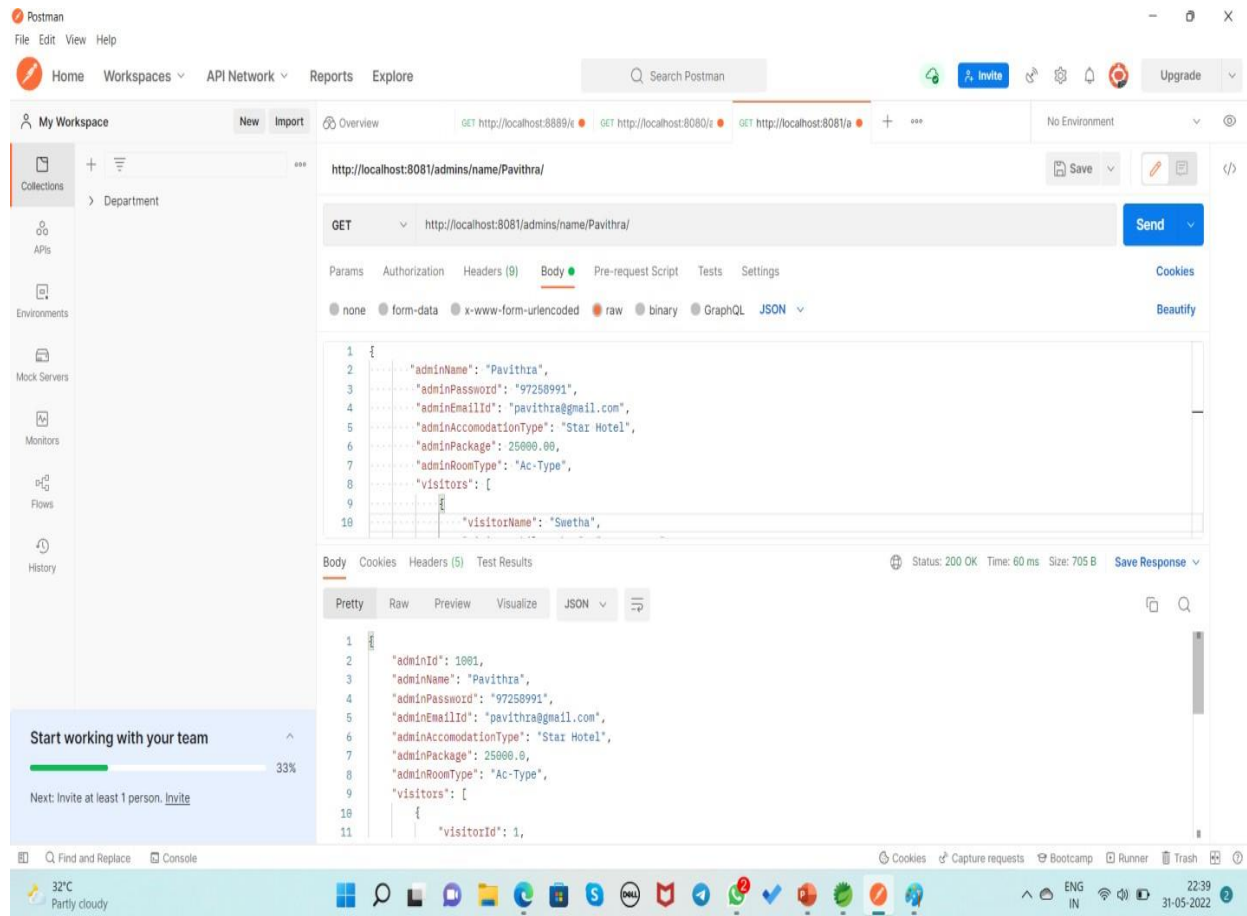 Postman
File Edit View Help
Home Workspaces API Network Reports Explore Search Postman Invite Upgrade
My Workspace New Import Overview GET http://localhost:8889/e GET http://localhost:8080/a GET http://localhost:8081/a No Environment
Collections
APIs
Environments
Mock Servers
Monitors
Flows
History
Department
http://localhost:8081/admins/name/Pavithra/ Save
GET http://localhost:8081/admins/name/Pavithra/ Send
Params Authorization Headers (9) Body Pre-request Script Tests Settings Cookies
none form-data x-www-form-urlencoded raw binary GraphQL JSON Beautify
1 {
2 "adminName": "Pavithra",
3 "adminPassword": "97258991",
4 "adminEmailId": "pavithra@gmail.com",
5 "adminAccomodationType": "Star Hotel",
6 "adminPackage": 25000.00,
7 "adminRoomType": "Ac-Type",
8 "visitors": [
9 {
10 "visitorName": "Swetha",
Body Cookies Headers (5) Test Results Status: 200 OK Time: 60 ms Size: 705 B Save Response
Pretty Raw Preview Visualize JSON
1 {
2 "adminId": 1001,
3 "adminName": "Pavithra",
4 "adminPassword": "97258991",
5 "adminEmailId": "pavithra@gmail.com",
6 "adminAccomodationType": "Star Hotel",
7 "adminPackage": 25000.0,
8 "adminRoomType": "Ac-Type",
9 "visitors": [
10 {
11 "visitorId": 1,
Start working with your team
33%
Next: Invite at least 1 person. Invite
Find and Replace Console Cookies Capture requests Bootcamp Runner Trash
32°C
Partly cloudy
S
DELL
2
ENG
IN
22:39
31-05-2022
2